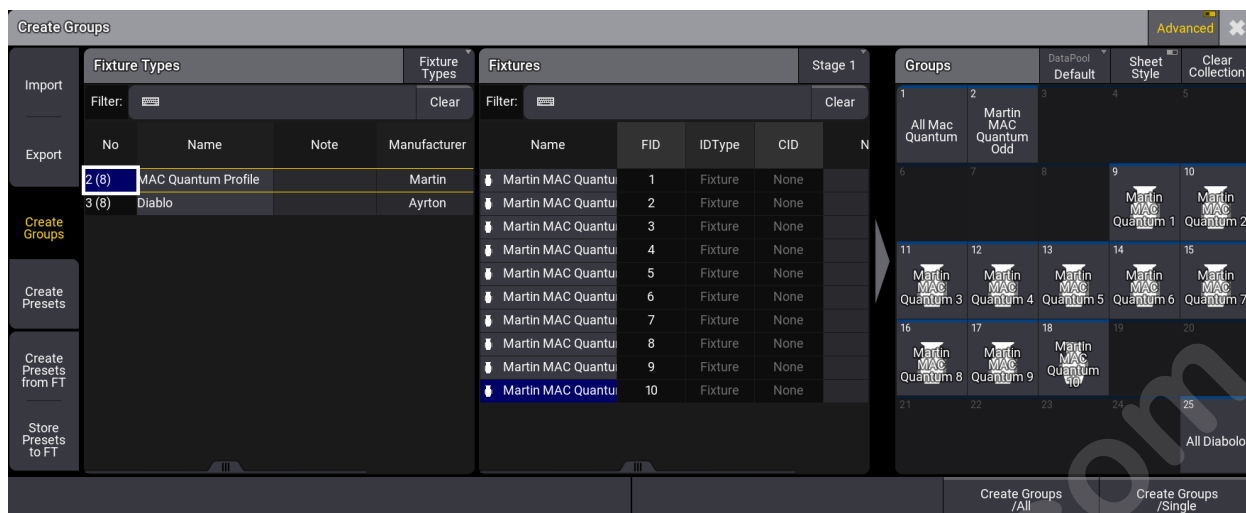 Create Groups
Advanced
Import
Export
Create
Groups
Create
Presets
Create
Presets
from FT
Store
Presets
to FT
Fixture Types
Fixture
Types
Filter:
Clear
No Name Note Manufacturer
2 (8) MAC Quantum Profile Martin
3 (8) Diablo Ayrton
Fixtures
Stage 1
Filter:
Clear
Name FID IDType CID N
Martin MAC Quantu 1 Fixture None
Martin MAC Quantu 2 Fixture None
Martin MAC Quantu 3 Fixture None
Martin MAC Quantu 4 Fixture None
Martin MAC Quantu 5 Fixture None
Martin MAC Quantu 6 Fixture None
Martin MAC Quantu 7 Fixture None
Martin MAC Quantu 8 Fixture None
Martin MAC Quantu 9 Fixture None
Martin MAC Quantu 10 Fixture None
Groups
DataPool
Default
Sheet
Style
Clear
Collection
1
All Mac
Quantum
2
Martin
MAC
Quantum
Odd
3
4
5
6
7
8
9
Martin
MAC
Quantum 1
10
Martin
MAC
Quantum 2
11
Martin
MAC
Quantum 3
12
Martin
MAC
Quantum 4
13
Martin
MAC
Quantum 5
14
Martin
MAC
Quantum 6
15
Martin
MAC
Quantum 7
16
Martin
MAC
Quantum 8
17
Martin
MAC
Quantum 9
18
Martin
MAC
Quantum
10
19
20
21
22
23
24
25
All Diabolo
Create Groups
/All
Create Groups
/Single